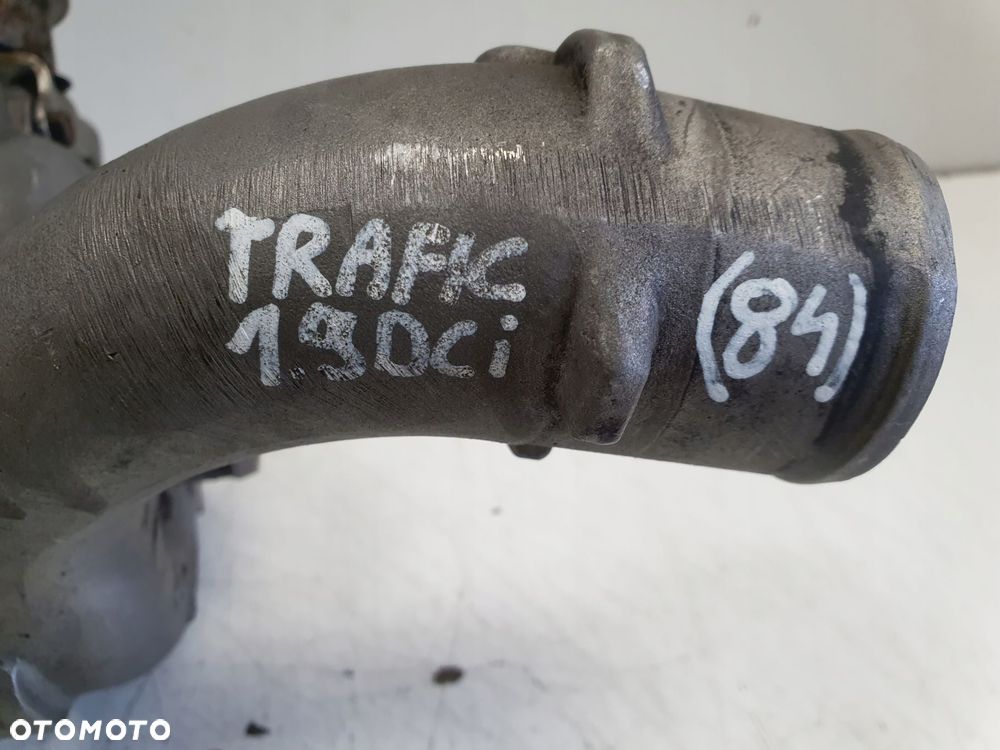 TRAFIC
1.9DCi
(84)
OTOMOTO